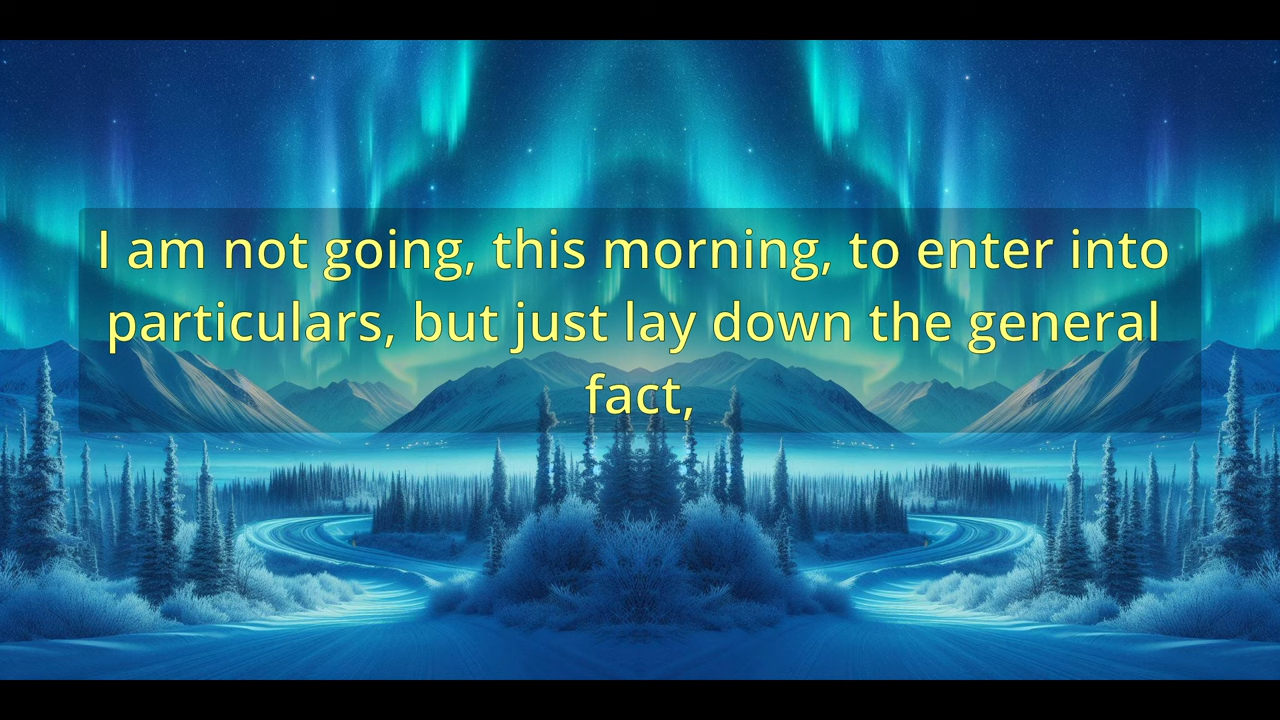 I am not going, this morning, to enter into
particulars, but just lay down the general
fact,